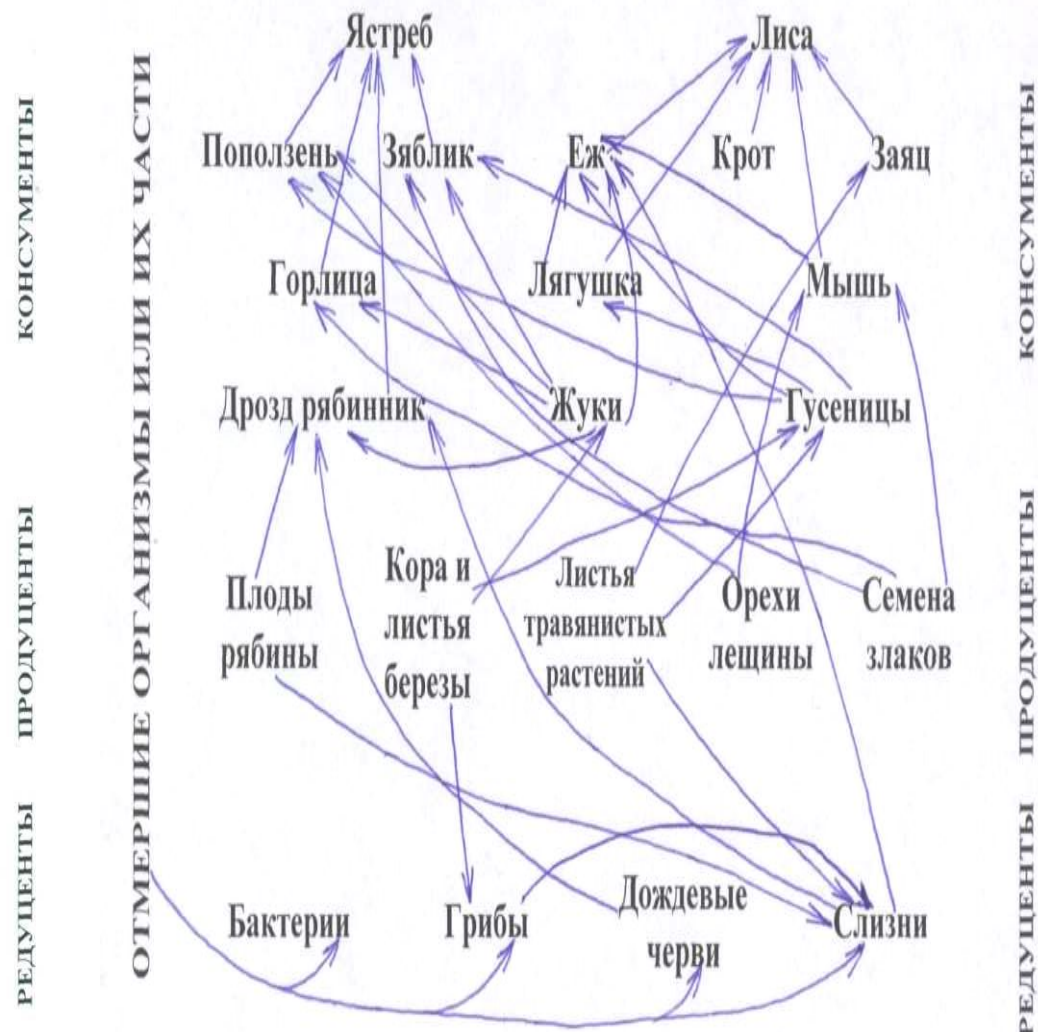 Ястреб Лиса
Поползень Зяблик Еж Крот Заяц
Горлица Лягушка Мышь
Дрозд рябинник Жуки Гусеницы
Плоды
рябины
Кора и
листья
березы
Листья
травянистых
растений
Орехи
лещины
Семена
злаков
Бактерии Грибы Дождевые
черви
Слизни
КОНСУМЕНТЫ
ПРОДУЦЕНТЫ
РЕДУЦЕНТЫ
ОТМЕРШИЕ ОРГАНИЗМЫ ИЛИ ИХ ЧАСТИ
КОНСУМЕНТЫ
ПРОДУЦЕНТЫ
РЕДУЦЕНТЫ